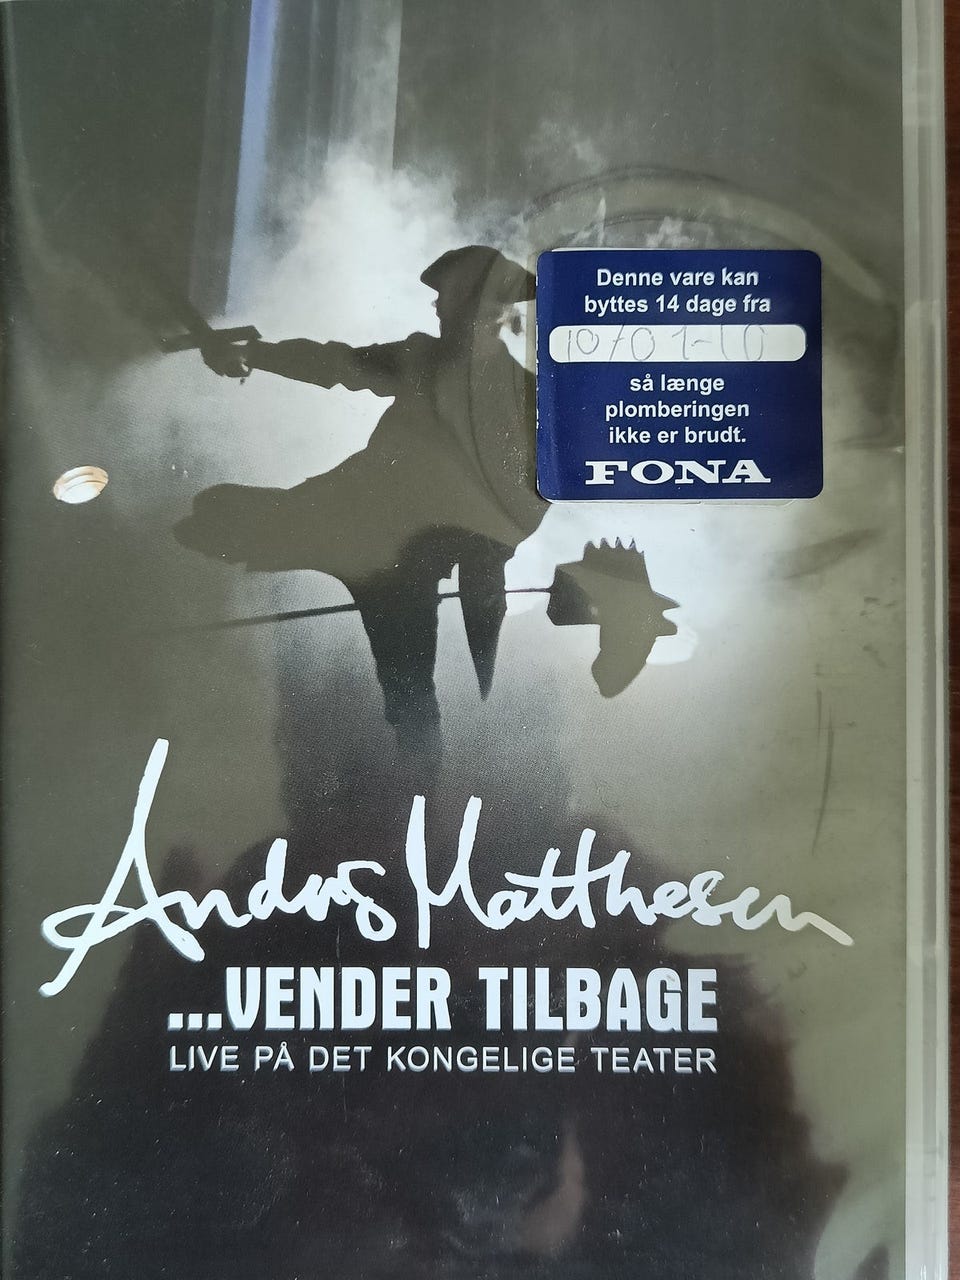 Denne vare kan
byttes 14 dage fra
10/01-10
så længe
plomberingen
ikke er brudt.
FONA
Anders Matthesen
...VENDER TILBAGE
LIVE PÅ DET KONGELIGE TEATER